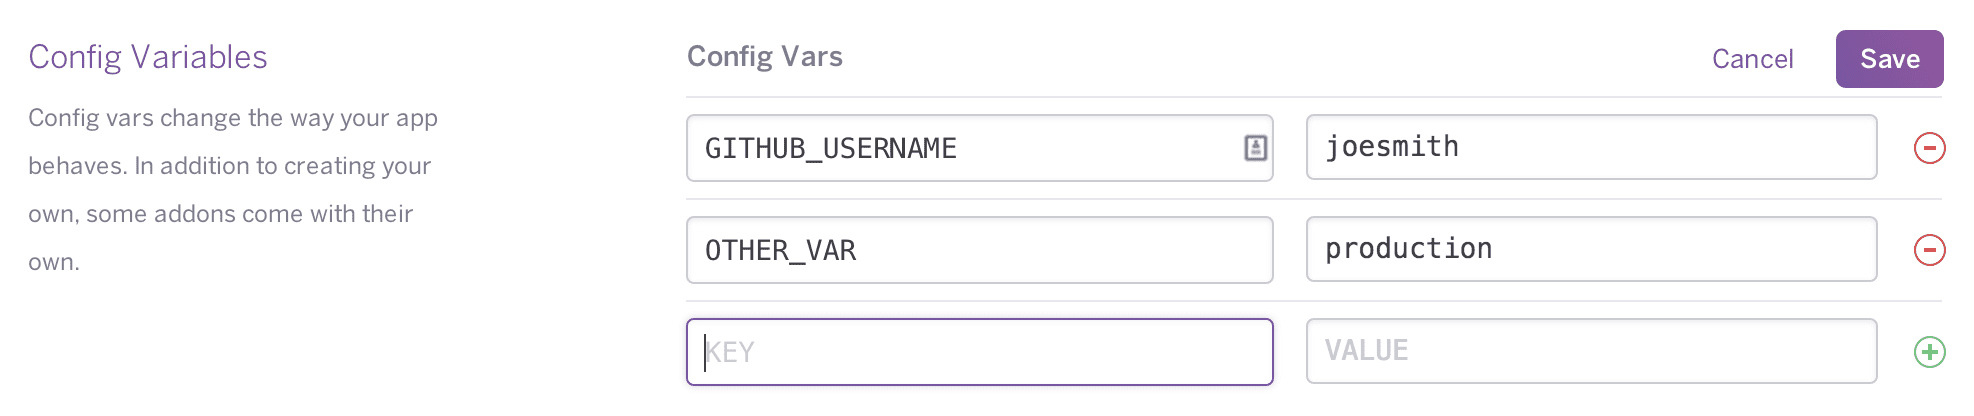 Config Variables
Config vars change the way your app
behaves. In addition to creating your
own, some addons come with their
own.
Config Vars
Cancel
Save
GITHUB_USERNAME
joesmith
OTHER_VAR
production
KEY
VALUE